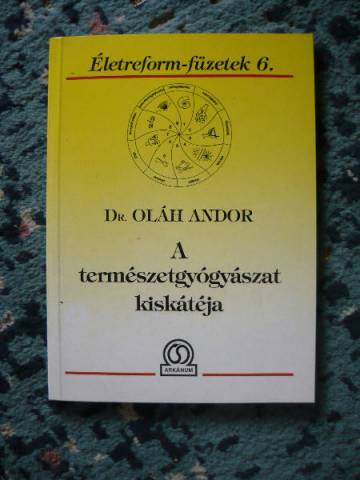 Életreform-füzetek 6.
DR. OLÁH ANDOR
A
természetgyógyászat
kiskátéja
ARKÁNUM